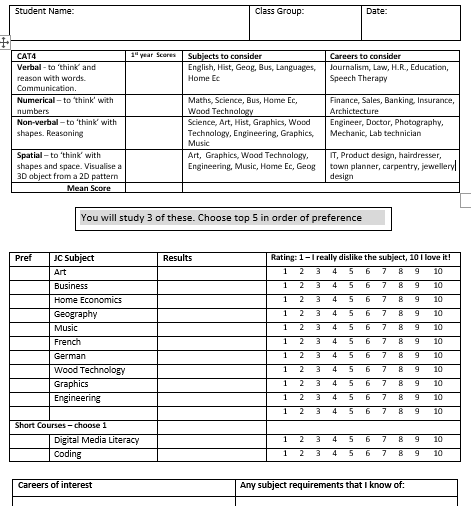 Student Name: Class Group: Date:
CAT4 1st year Scores Subjects to consider Careers to consider
Verbal - to 'think' and reason with words. Communication.
English, Hist, Geog, Bus, Languages, Home Ec
Journalism, Law, H.R., Education, Speech Therapy
Numerical – to 'think' with numbers
Maths, Science, Bus, Home Ec, Wood Technology
Finance, Sales, Banking, Insurance, Archictecture
Non-verbal – to 'think' with shapes. Reasoning
Science, Art, Hist, Graphics, Wood Technology, Engineering, Graphics, Music
Engineer, Doctor, Photography, Mechanic, Lab technician
Spatial – to 'think' with shapes and space. Visualise a 3D object from a 2D pattern
Art, Graphics, Wood Technology, Engineering, Music, Home Ec, Geog
IT, Product design, hairdresser, town planner, carpentry, jewellery design
Mean Score
You will study 3 of these. Choose top 5 in order of preference
Pref JC Subject Results Rating: 1 – I really dislike the subject, 10 I love it!
Art 1 2 3 4 5 6 7 8 9 10
Business 1 2 3 4 5 6 7 8 9 10
Home Economics 1 2 3 4 5 6 7 8 9 10
Geography 1 2 3 4 5 6 7 8 9 10
Music 1 2 3 4 5 6 7 8 9 10
French 1 2 3 4 5 6 7 8 9 10
German 1 2 3 4 5 6 7 8 9 10
Wood Technology 1 2 3 4 5 6 7 8 9 10
Graphics 1 2 3 4 5 6 7 8 9 10
Engineering 1 2 3 4 5 6 7 8 9 10
1 2 3 4 5 6 7 8 9 10
Short Courses – choose 1
Digital Media Literacy 1 2 3 4 5 6 7 8 9 10
Coding 1 2 3 4 5 6 7 8 9 10
Careers of interest Any subject requirements that I know of: